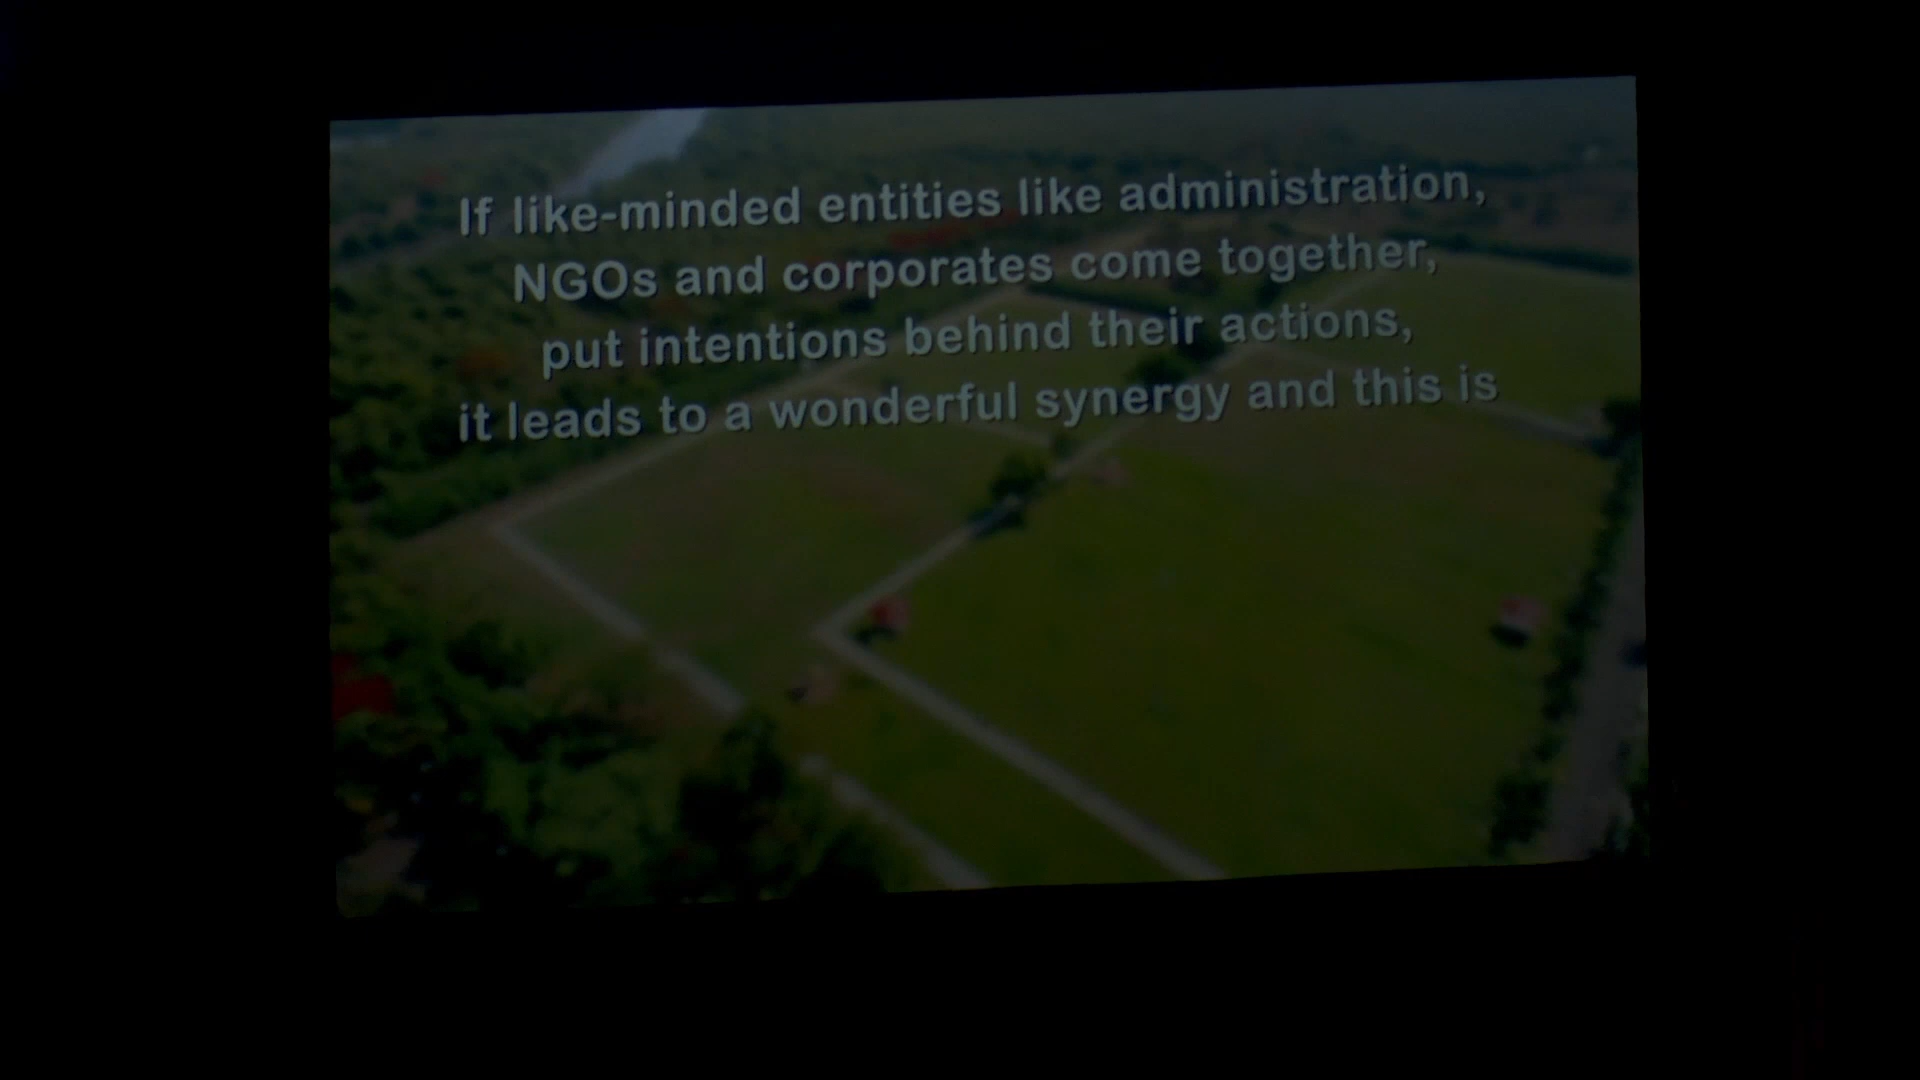 If like-minded entities like administration,
NGOs and corporates come together,
put intentions behind their actions,
it leads to a wonderful synergy and this is